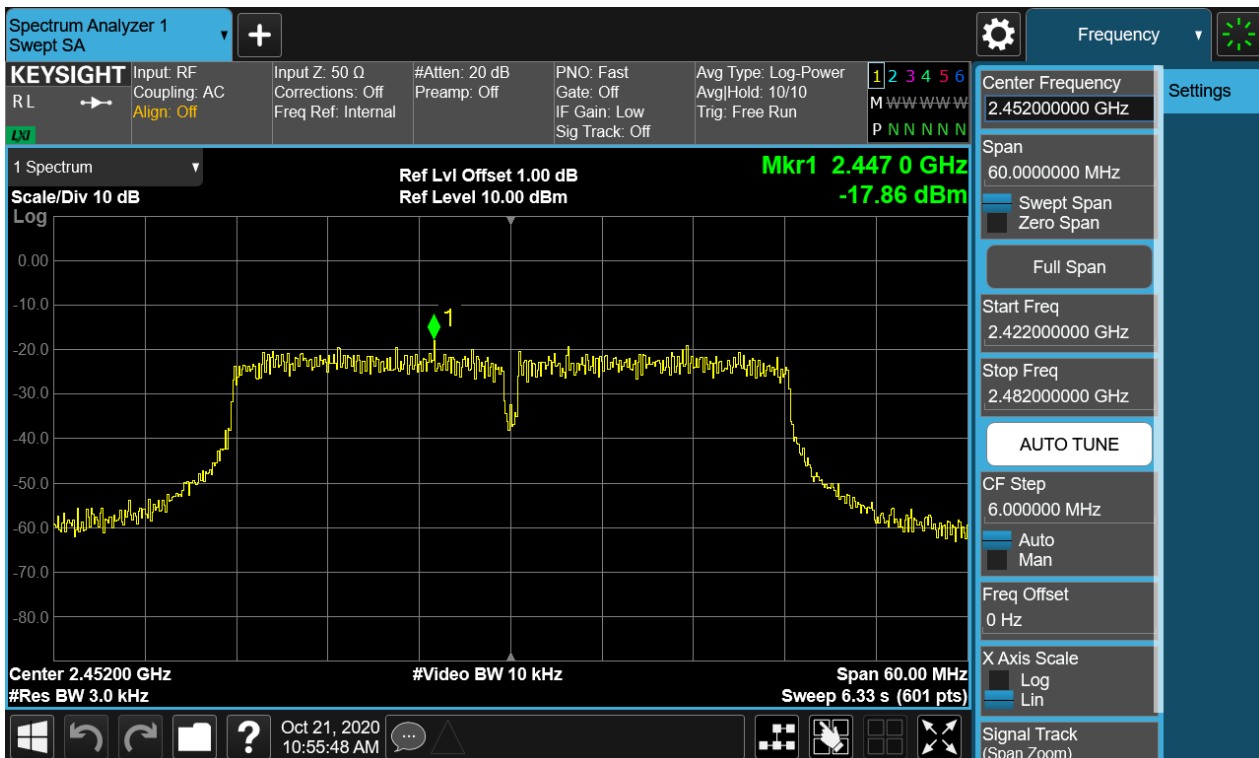 Spectrum Analyzer 1
Swept SA
+
Frequency
KEYSIGHT
R L
LXI
Input: RF
Coupling: AC
Align: Off
Input Z: 50 Ω
Corrections: Off
Freq Ref: Internal
#Atten: 20 dB
Preamp: Off
PNO: Fast
Gate: Off
IF Gain: Low
Sig Track: Off
Avg Type: Log-Power
Avg|Hold: 10/10
Trig: Free Run
1 2 3 4 5 6
M W W W W W
P N N N N N
1 Spectrum
Scale/Div 10 dB
Log
Ref Lvl Offset 1.00 dB
Ref Level 10.00 dBm
Mkr1 2.447 0 GHz
-17.86 dBm
0.00
-10.0
1
-20.0
-30.0
-40.0
-50.0
-60.0
-70.0
-80.0
Center 2.45200 GHz
#Video BW 10 kHz
Span 60.00 MHz
#Res BW 3.0 kHz
Sweep 6.33 s (601 pts)
?
Oct 21, 2020
10:55:48 AM
Center Frequency
2.452000000 GHz
Span
60.0000000 MHz
Swept Span
Zero Span
Full Span
Start Freq
2.422000000 GHz
Stop Freq
2.482000000 GHz
AUTO TUNE
CF Step
6.000000 MHz
Auto
Man
Freq Offset
0 Hz
X Axis Scale
Log
Lin
Signal Track
(Span Zoom)
Settings